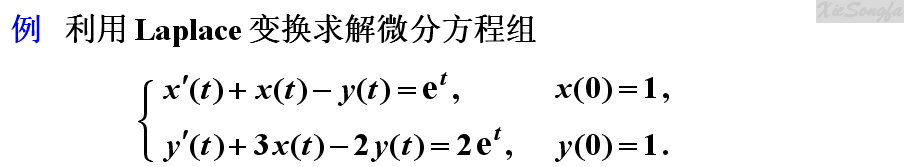 XieSongfa
例 利用 Laplace 变换求解微分方程组
x′(t) + x(t) − y(t) = e^t, x(0) = 1,
y′(t) + 3x(t) − 2y(t) = 2e^t, y(0) = 1.